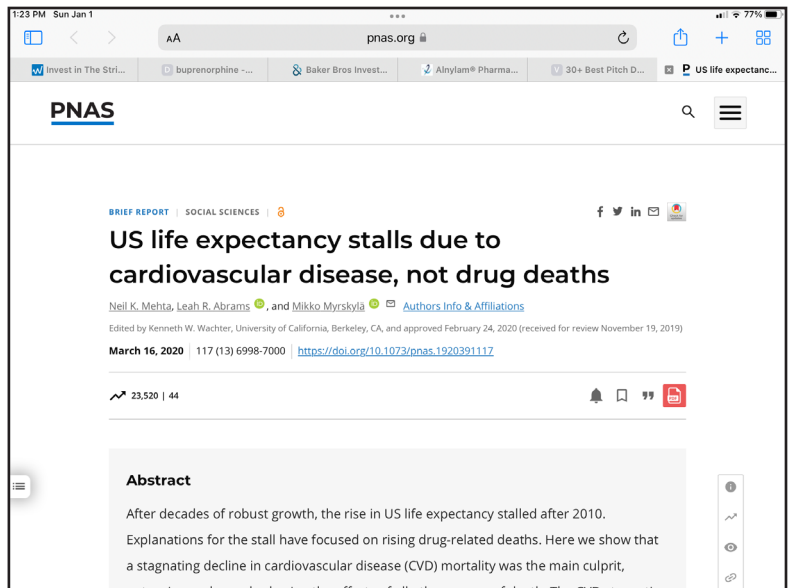 1:23 PM Sun Jan 1
77%
AA
pnas.org
Invest in The Stri...
buprenorphine -...
Baker Bros Invest...
Alnylam® Pharma...
30+ Best Pitch D...
US life expectanc...
PNAS
BRIEF REPORT | SOCIAL SCIENCES
US life expectancy stalls due to
cardiovascular disease, not drug deaths
Neil K. Mehta, Leah R. Abrams, and Mikko Myrskylä Authors Info & Affiliations
Edited by Kenneth W. Wachter, University of California, Berkeley, CA, and approved February 24, 2020 (received for review November 19, 2019)
March 16, 2020 | 117 (13) 6998-7000 | https://doi.org/10.1073/pnas.1920391117
23,520 | 44
PDF
Abstract
After decades of robust growth, the rise in US life expectancy stalled after 2010.
Explanations for the stall have focused on rising drug-related deaths. Here we show that
a stagnating decline in cardiovascular disease (CVD) mortality was the main culprit,